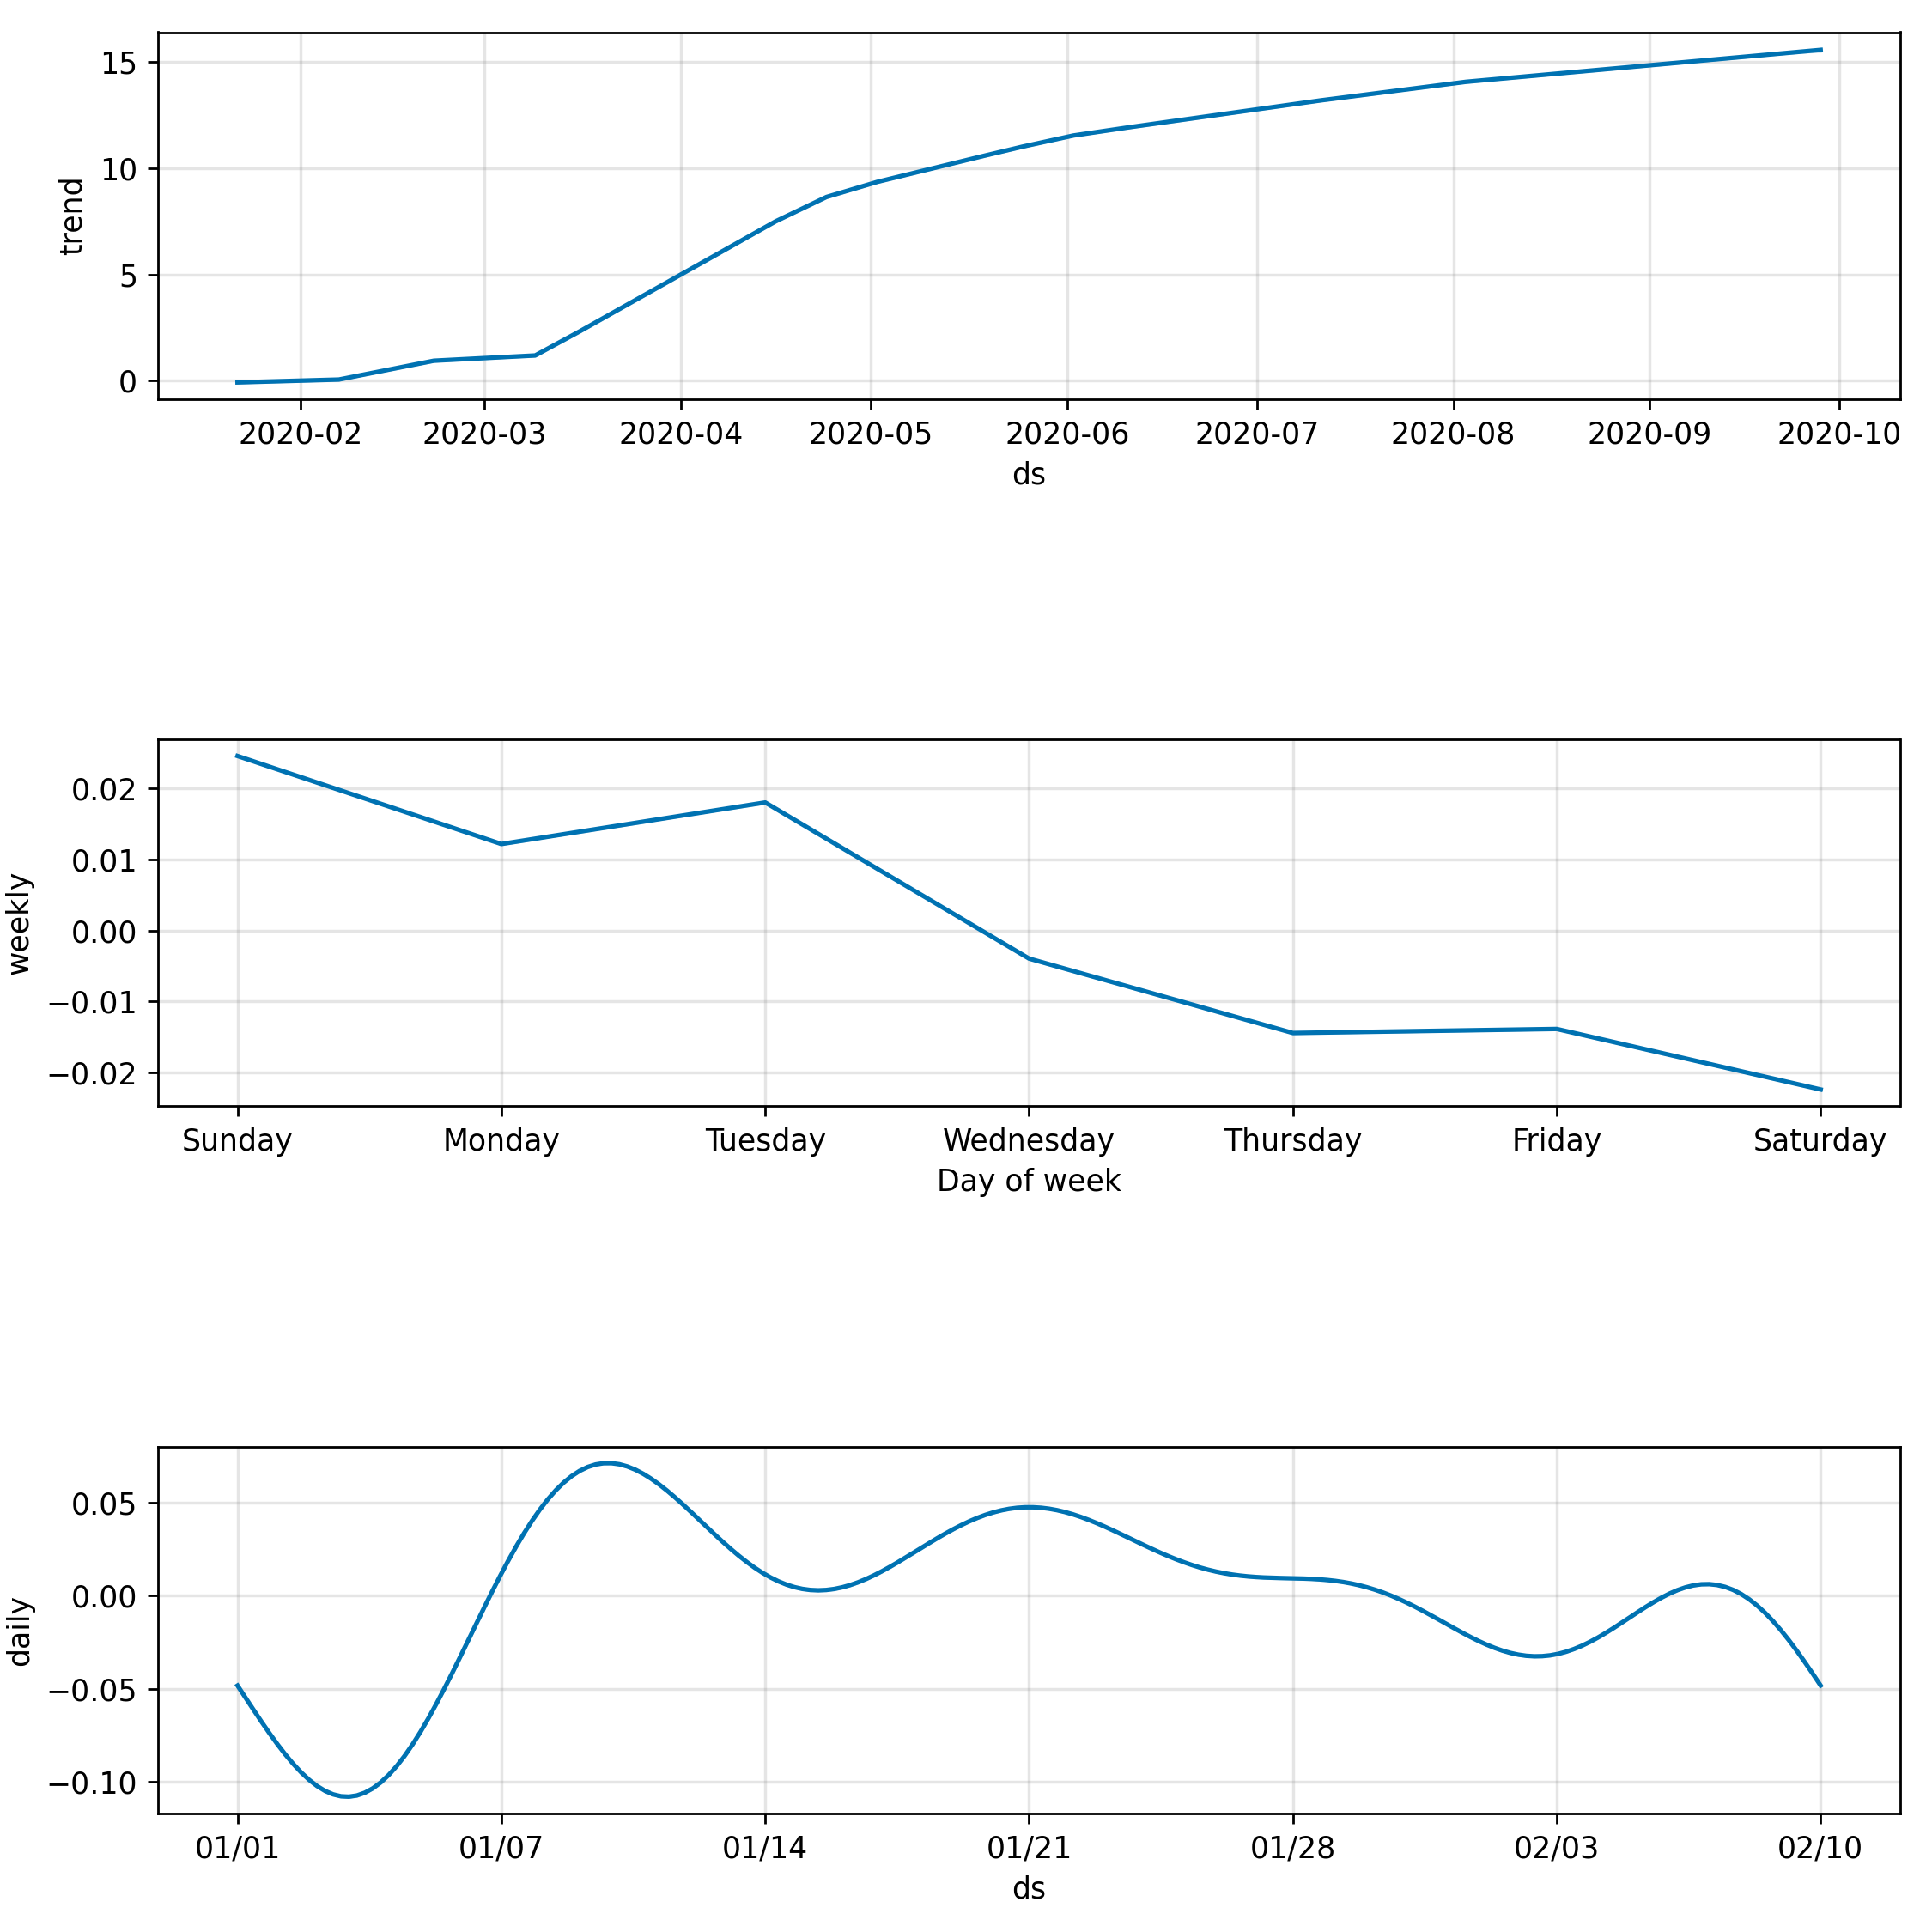 15
10
5
0
trend
2020-02 2020-03 2020-04 2020-05 2020-06 2020-07 2020-08 2020-09 2020-10
ds
0.02
0.01
0.00
−0.01
−0.02
weekly
Sunday Monday Tuesday Wednesday Thursday Friday Saturday
Day of week
0.05
0.00
−0.05
−0.10
daily
01/01 01/07 01/14 01/21 01/28 02/03 02/10
ds